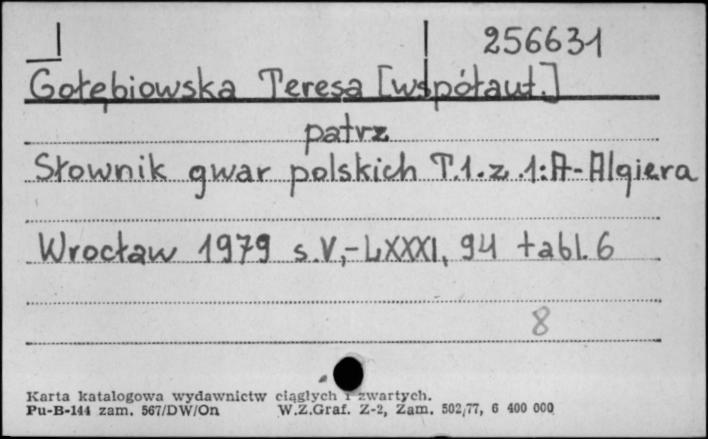 256631
Gołębiowska Teresa [współaut.]
patrz
Słownik gwar polskich T.1.z.1:A-Algiera
Wrocław 1979 s.V,-LXXXI, 94 tabl.6
8
Karta katalogowa wydawnictw ciągłych i zwartych.
Pu-B-144 zam. 567/DW/On W.Z.Graf. Z-2, Zam. 502/77, 6 400 000